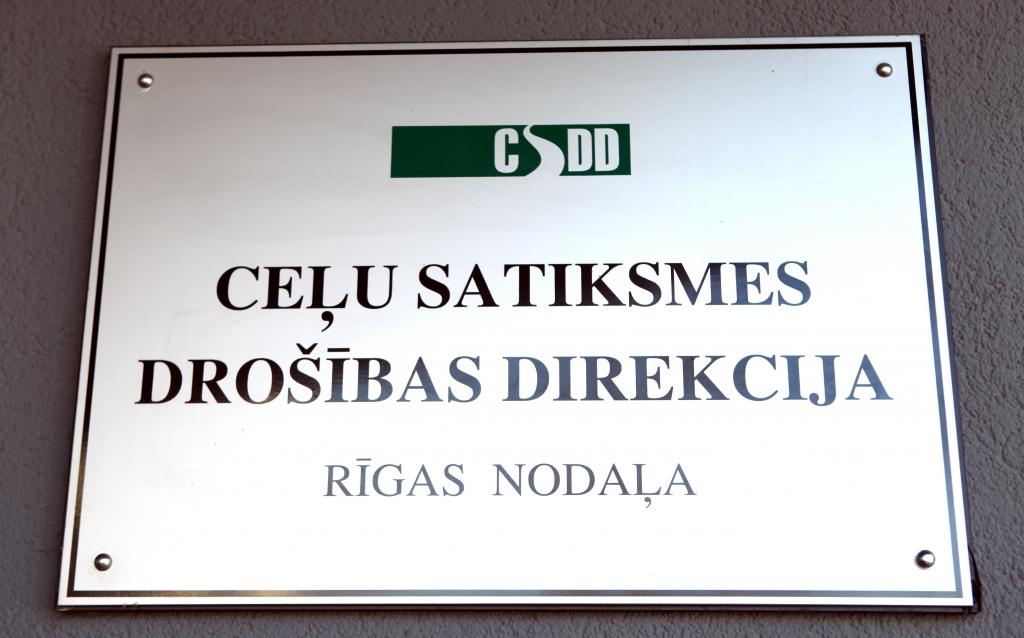 CSDD
CEĻU SATIKSMES
DROŠĪBAS DIREKCIJA
RĪGAS NODAĻA